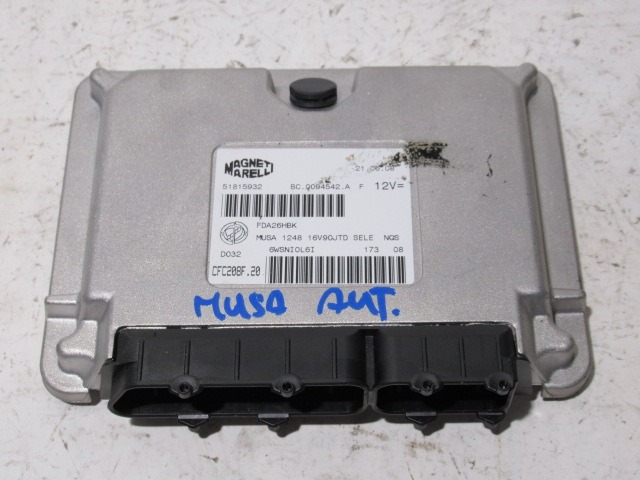 MAGNETI
MARELLI
21.06.08
51815932 BC.0094542.A F 12V=
FDA26HBK
MUSA 1248 16V90JTD SELE NQS
D032 6WSNIOL6I 173 08
CFC208F.20
MUSA AUT.